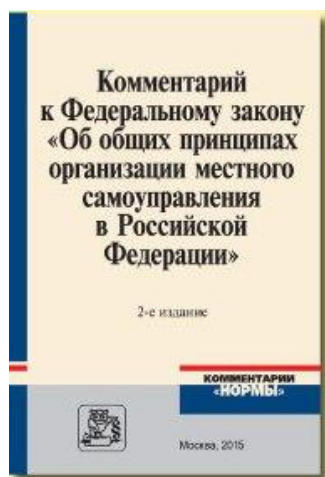 Комментарий
к Федеральному закону
«Об общих принципах
организации местного
самоуправления
в Российской
Федерации»
2-е издание
КОММЕНТАРИИ
«НОРМЫ»
Москва, 2015